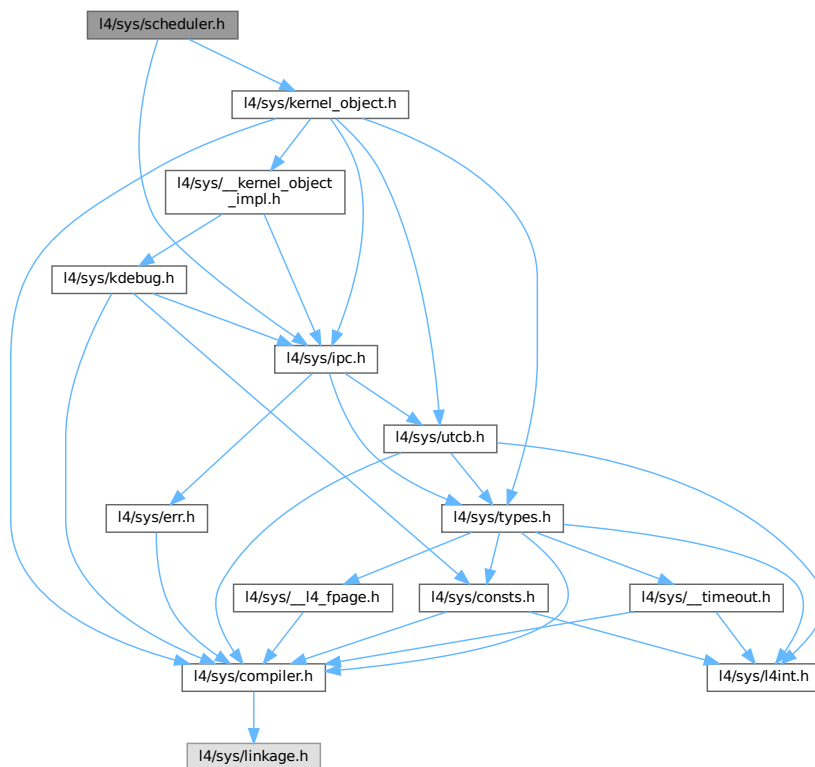 l4/sys/scheduler.h
l4/sys/kernel_object.h
l4/sys/__kernel_object
_impl.h
l4/sys/kdebug.h
l4/sys/ipc.h
l4/sys/utcb.h
l4/sys/err.h
l4/sys/types.h
l4/sys/__l4_fpage.h
l4/sys/consts.h
l4/sys/__timeout.h
l4/sys/compiler.h
l4/sys/l4int.h
l4/sys/linkage.h